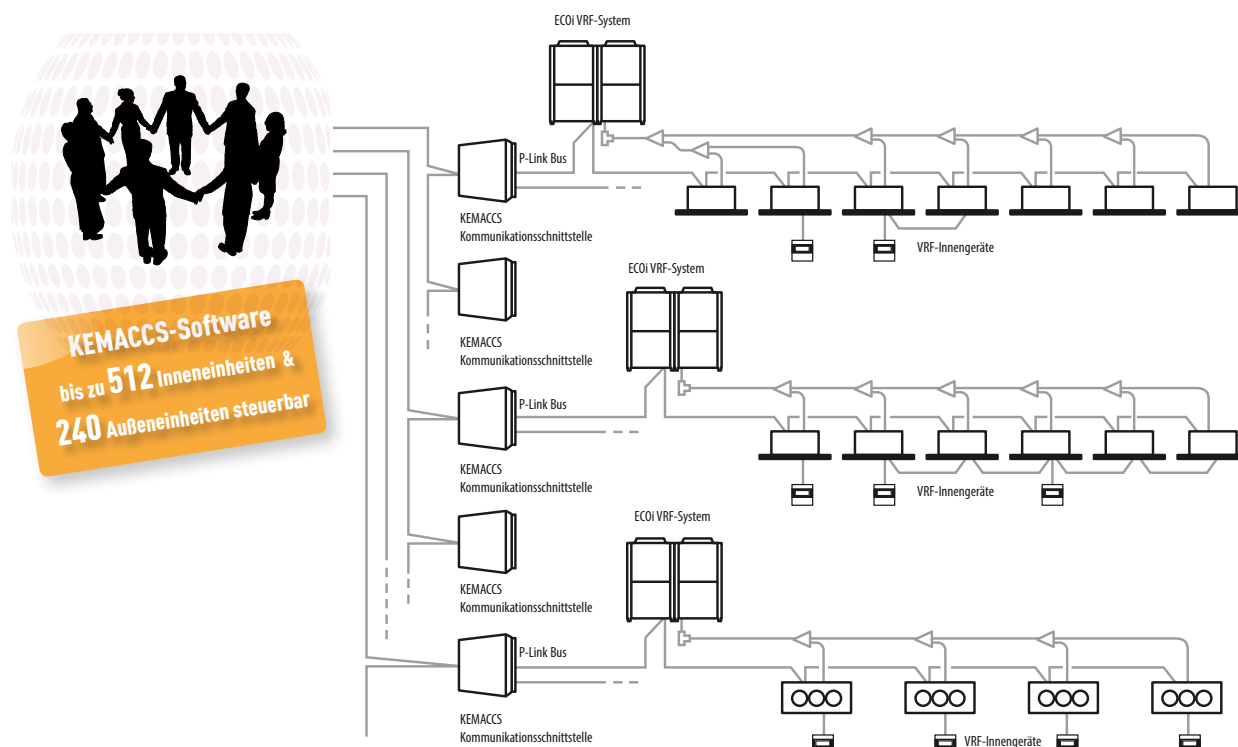 ECOi VRF-System
P-Link Bus
KEMACCS
Kommunikationsschnittstelle
VRF-Innengeräte
ECOi VRF-System
KEMACCS-Software
bis zu 512 Inneneinheiten &
240 Außeneinheiten steuerbar
KEMACCS
Kommunikationsschnittstelle
P-Link Bus
KEMACCS
Kommunikationsschnittstelle
VRF-Innengeräte
ECOi VRF-System
KEMACCS
Kommunikationsschnittstelle
P-Link Bus
KEMACCS
Kommunikationsschnittstelle
VRF-Innengeräte